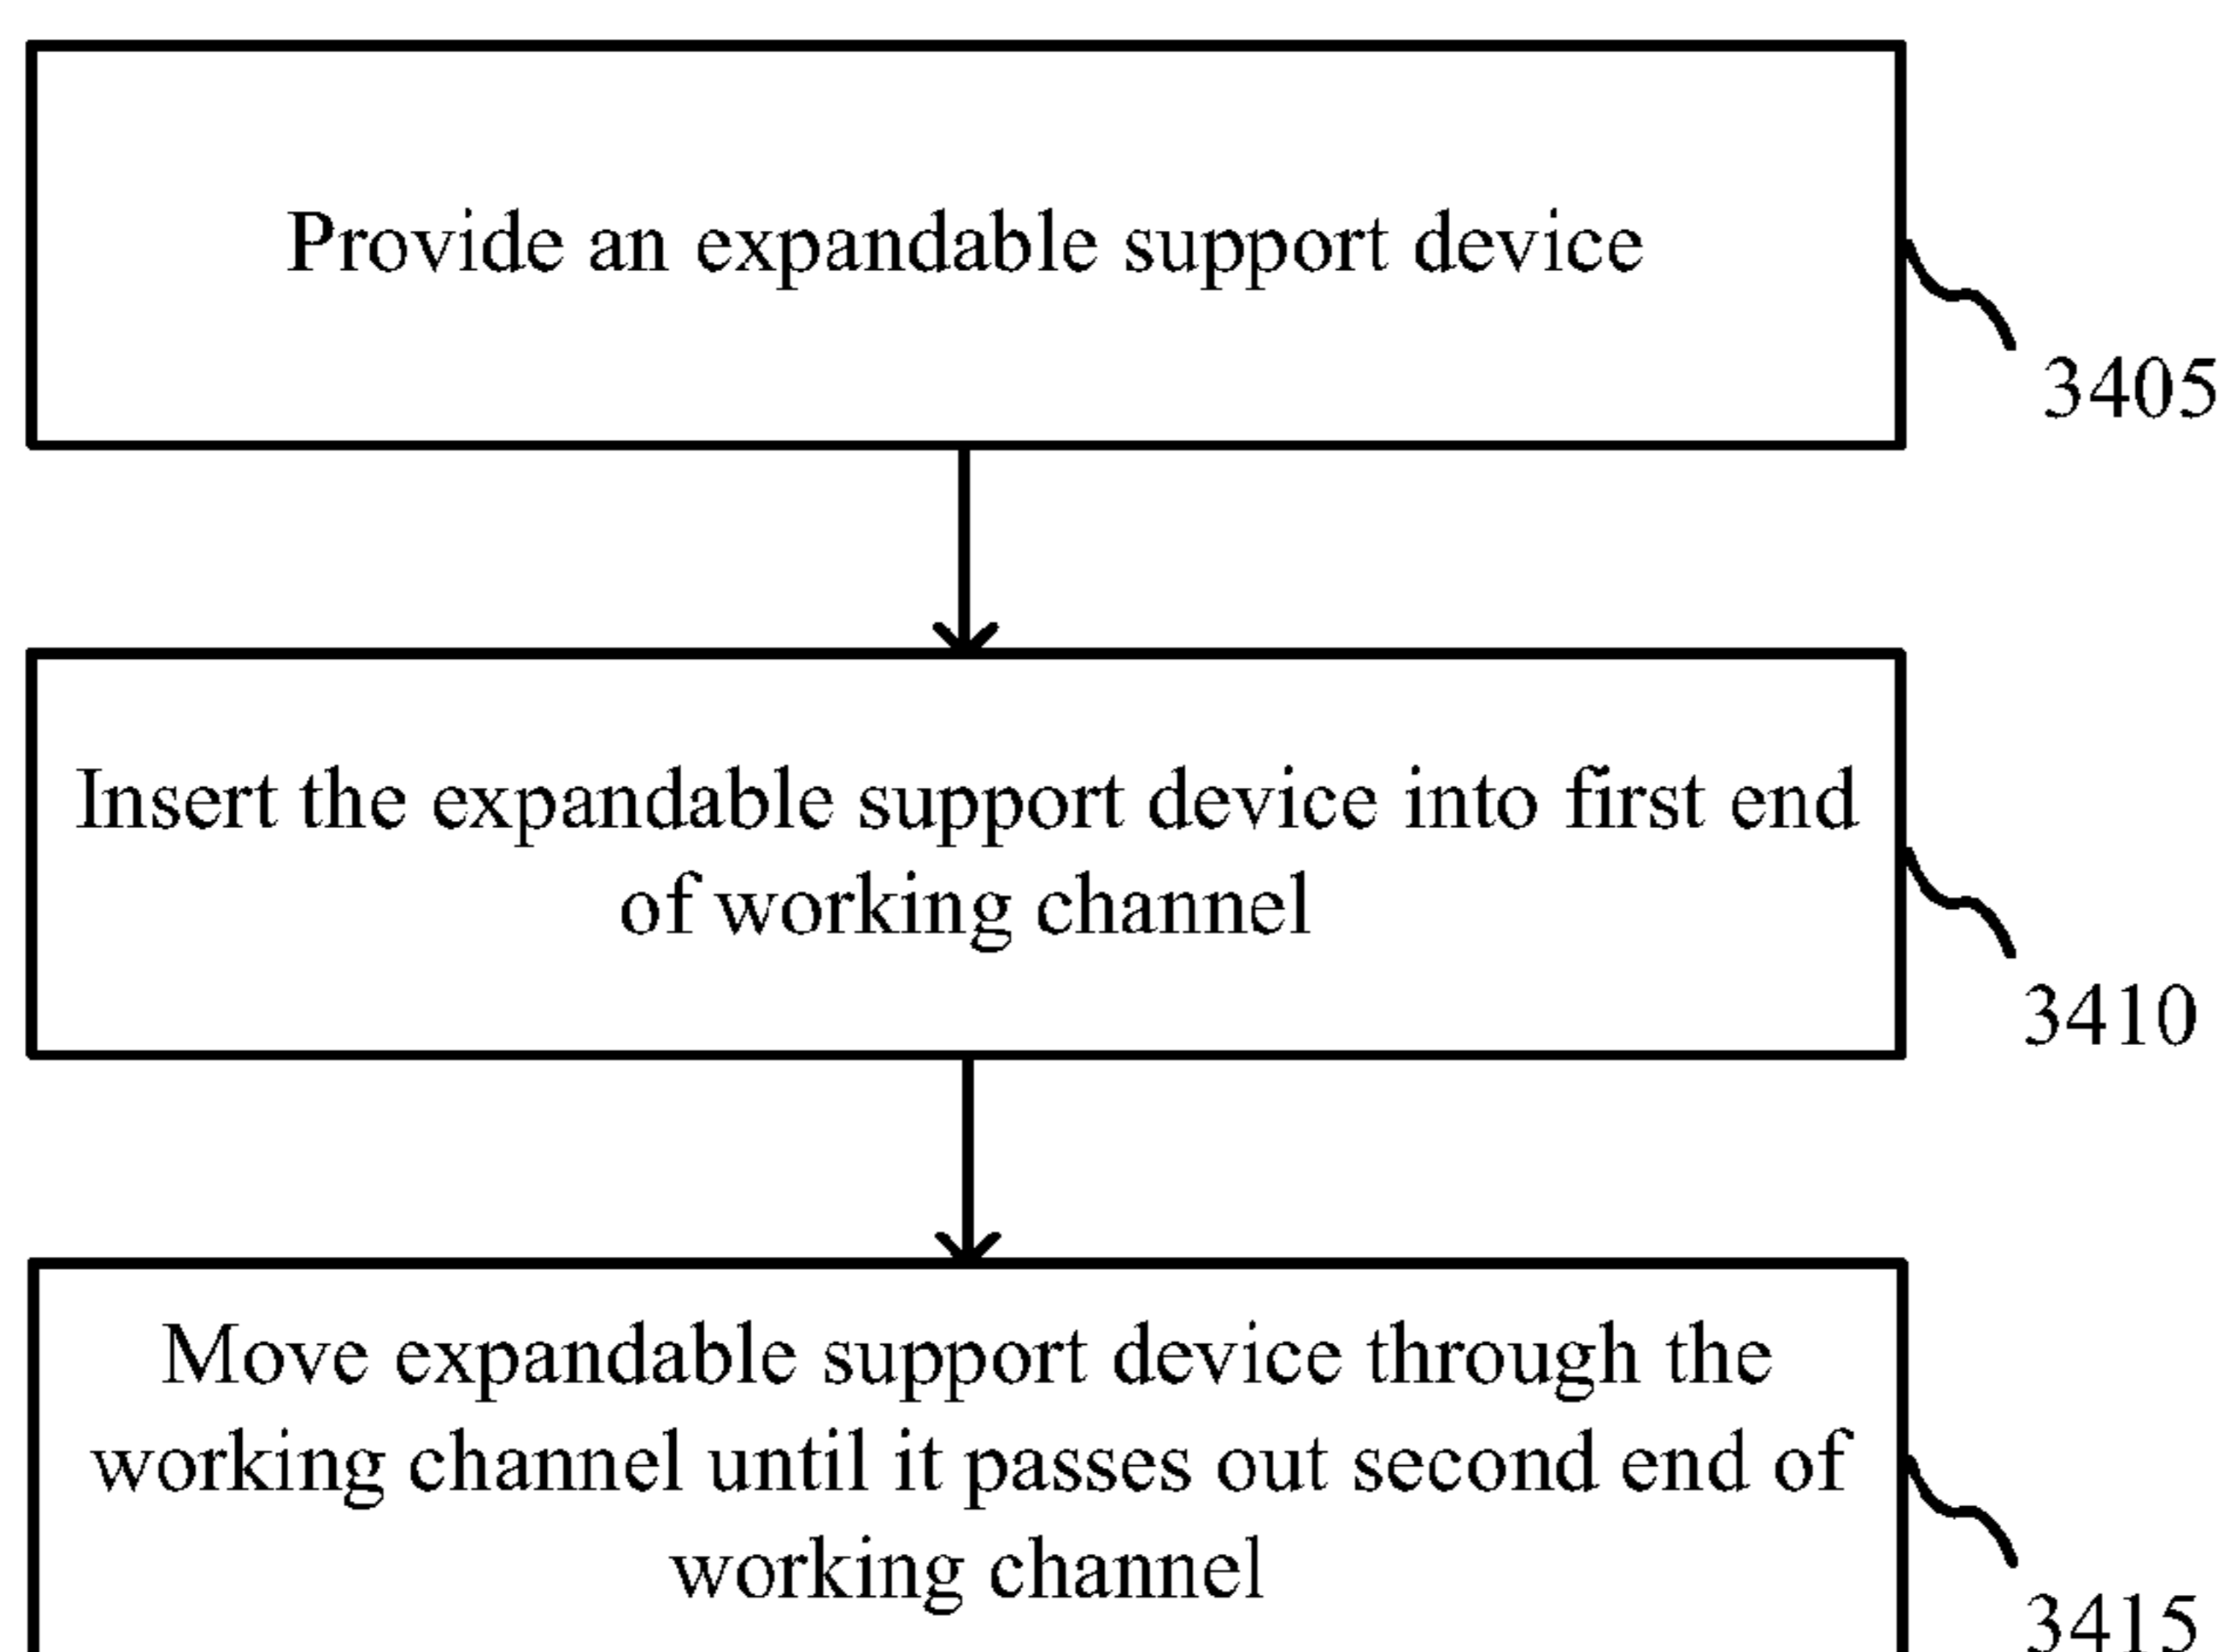 Provide an expandable support device
3405
Insert the expandable support device into first end
of working channel
3410
Move expandable support device through the
working channel until it passes out second end of
working channel
3415